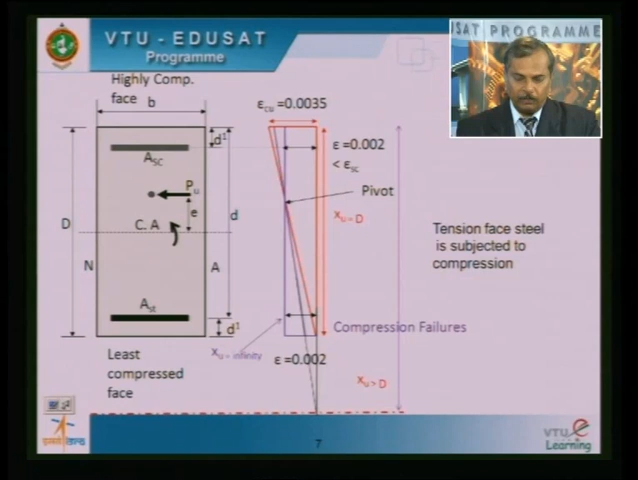 VTU - EDUSAT
Programme
USAT PROGRAMME
Highly Comp.
face
b
εcu =0.0035
d1
ASC
ε =0.002
< εsc
Pu
Pivot
e
D
C. A
d
xu = D
Tension face steel
is subjected to
compression
N
A
Ast
d1
Compression Failures
Least
compressed
face
xu = infinity
ε =0.002
xu > D
7
VTU e
Learning